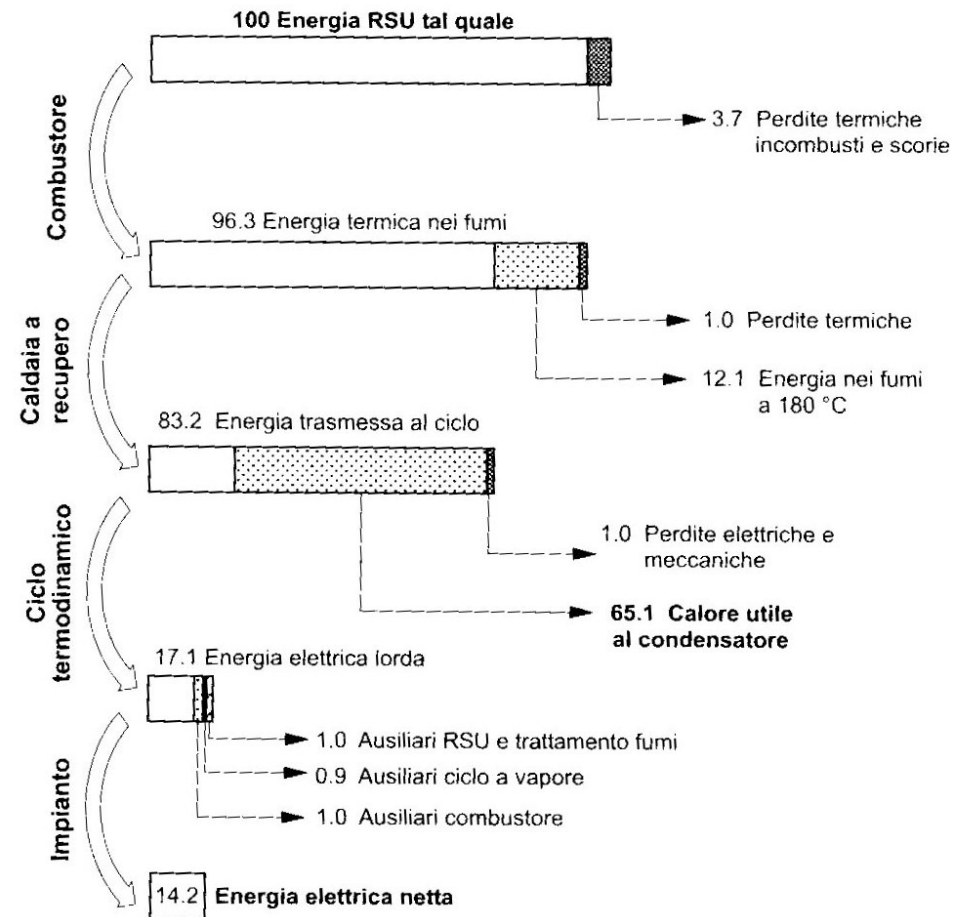 100 Energia RSU tal quale
Combustore
3.7 Perdite termiche
incombusti e scorie
96.3 Energia termica nei fumi
Caldaia a
recupero
1.0 Perdite termiche
12.1 Energia nei fumi
a 180 °C
83.2 Energia trasmessa al ciclo
Ciclo
termodinamico
1.0 Perdite elettriche e
meccaniche
65.1 Calore utile
al condensatore
17.1 Energia elettrica lorda
Impianto
1.0 Ausiliari RSU e trattamento fumi
0.9 Ausiliari ciclo a vapore
1.0 Ausiliari combustore
14.2 Energia elettrica netta